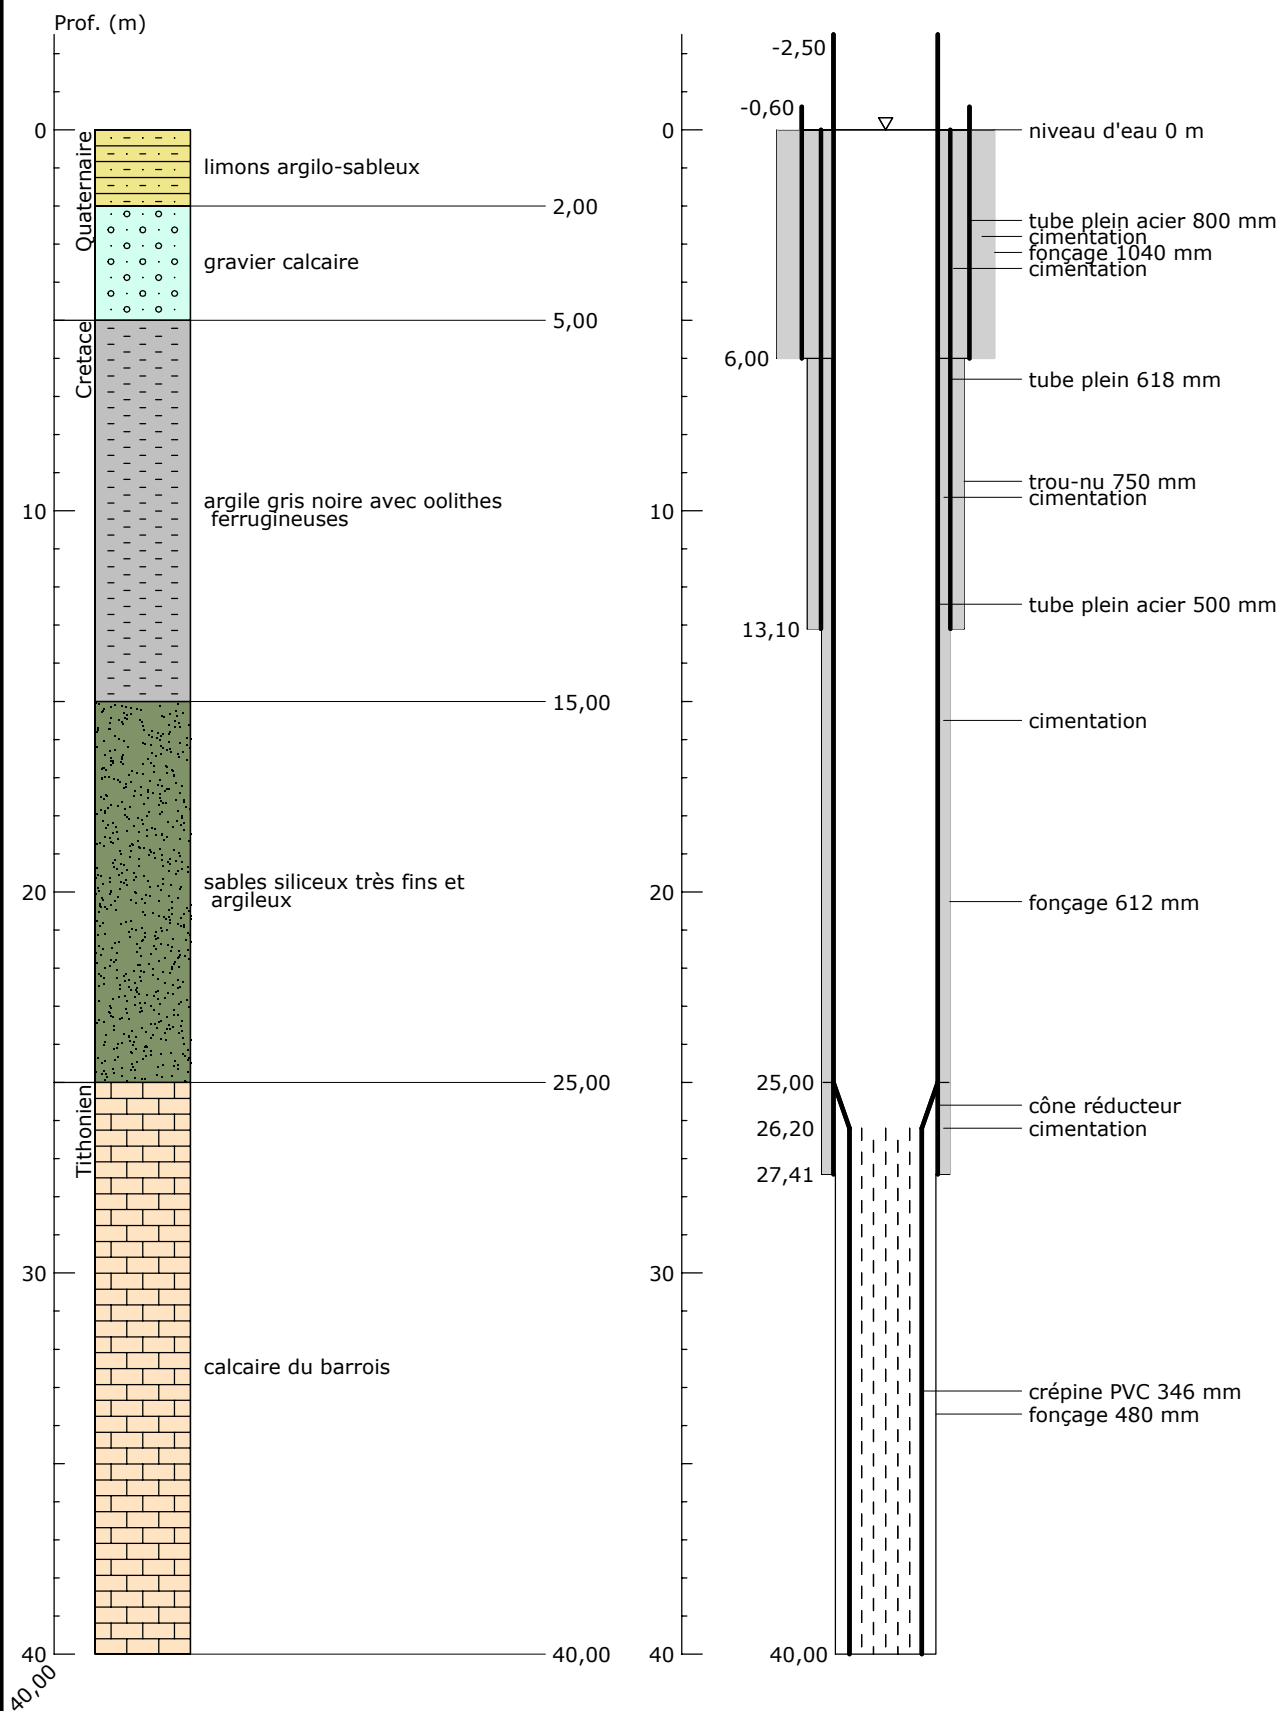 Prof. (m)
0
10
20
30
40
40,00
Quaternaire
Cretace
Tithonien
limons argilo-sableux
2,00
gravier calcaire
5,00
argile gris noire avec oolithes
ferrugineuses
15,00
sables siliceux très fins et
argileux
25,00
calcaire du barrois
40,00
0
10
20
30
40
-2,50
-0,60
6,00
13,10
25,00
26,20
27,41
40,00
niveau d'eau 0 m
tube plein acier 800 mm
cimentation
fonçage 1040 mm
cimentation
tube plein 618 mm
trou-nu 750 mm
cimentation
tube plein acier 500 mm
cimentation
fonçage 612 mm
cône réducteur
cimentation
crépine PVC 346 mm
fonçage 480 mm